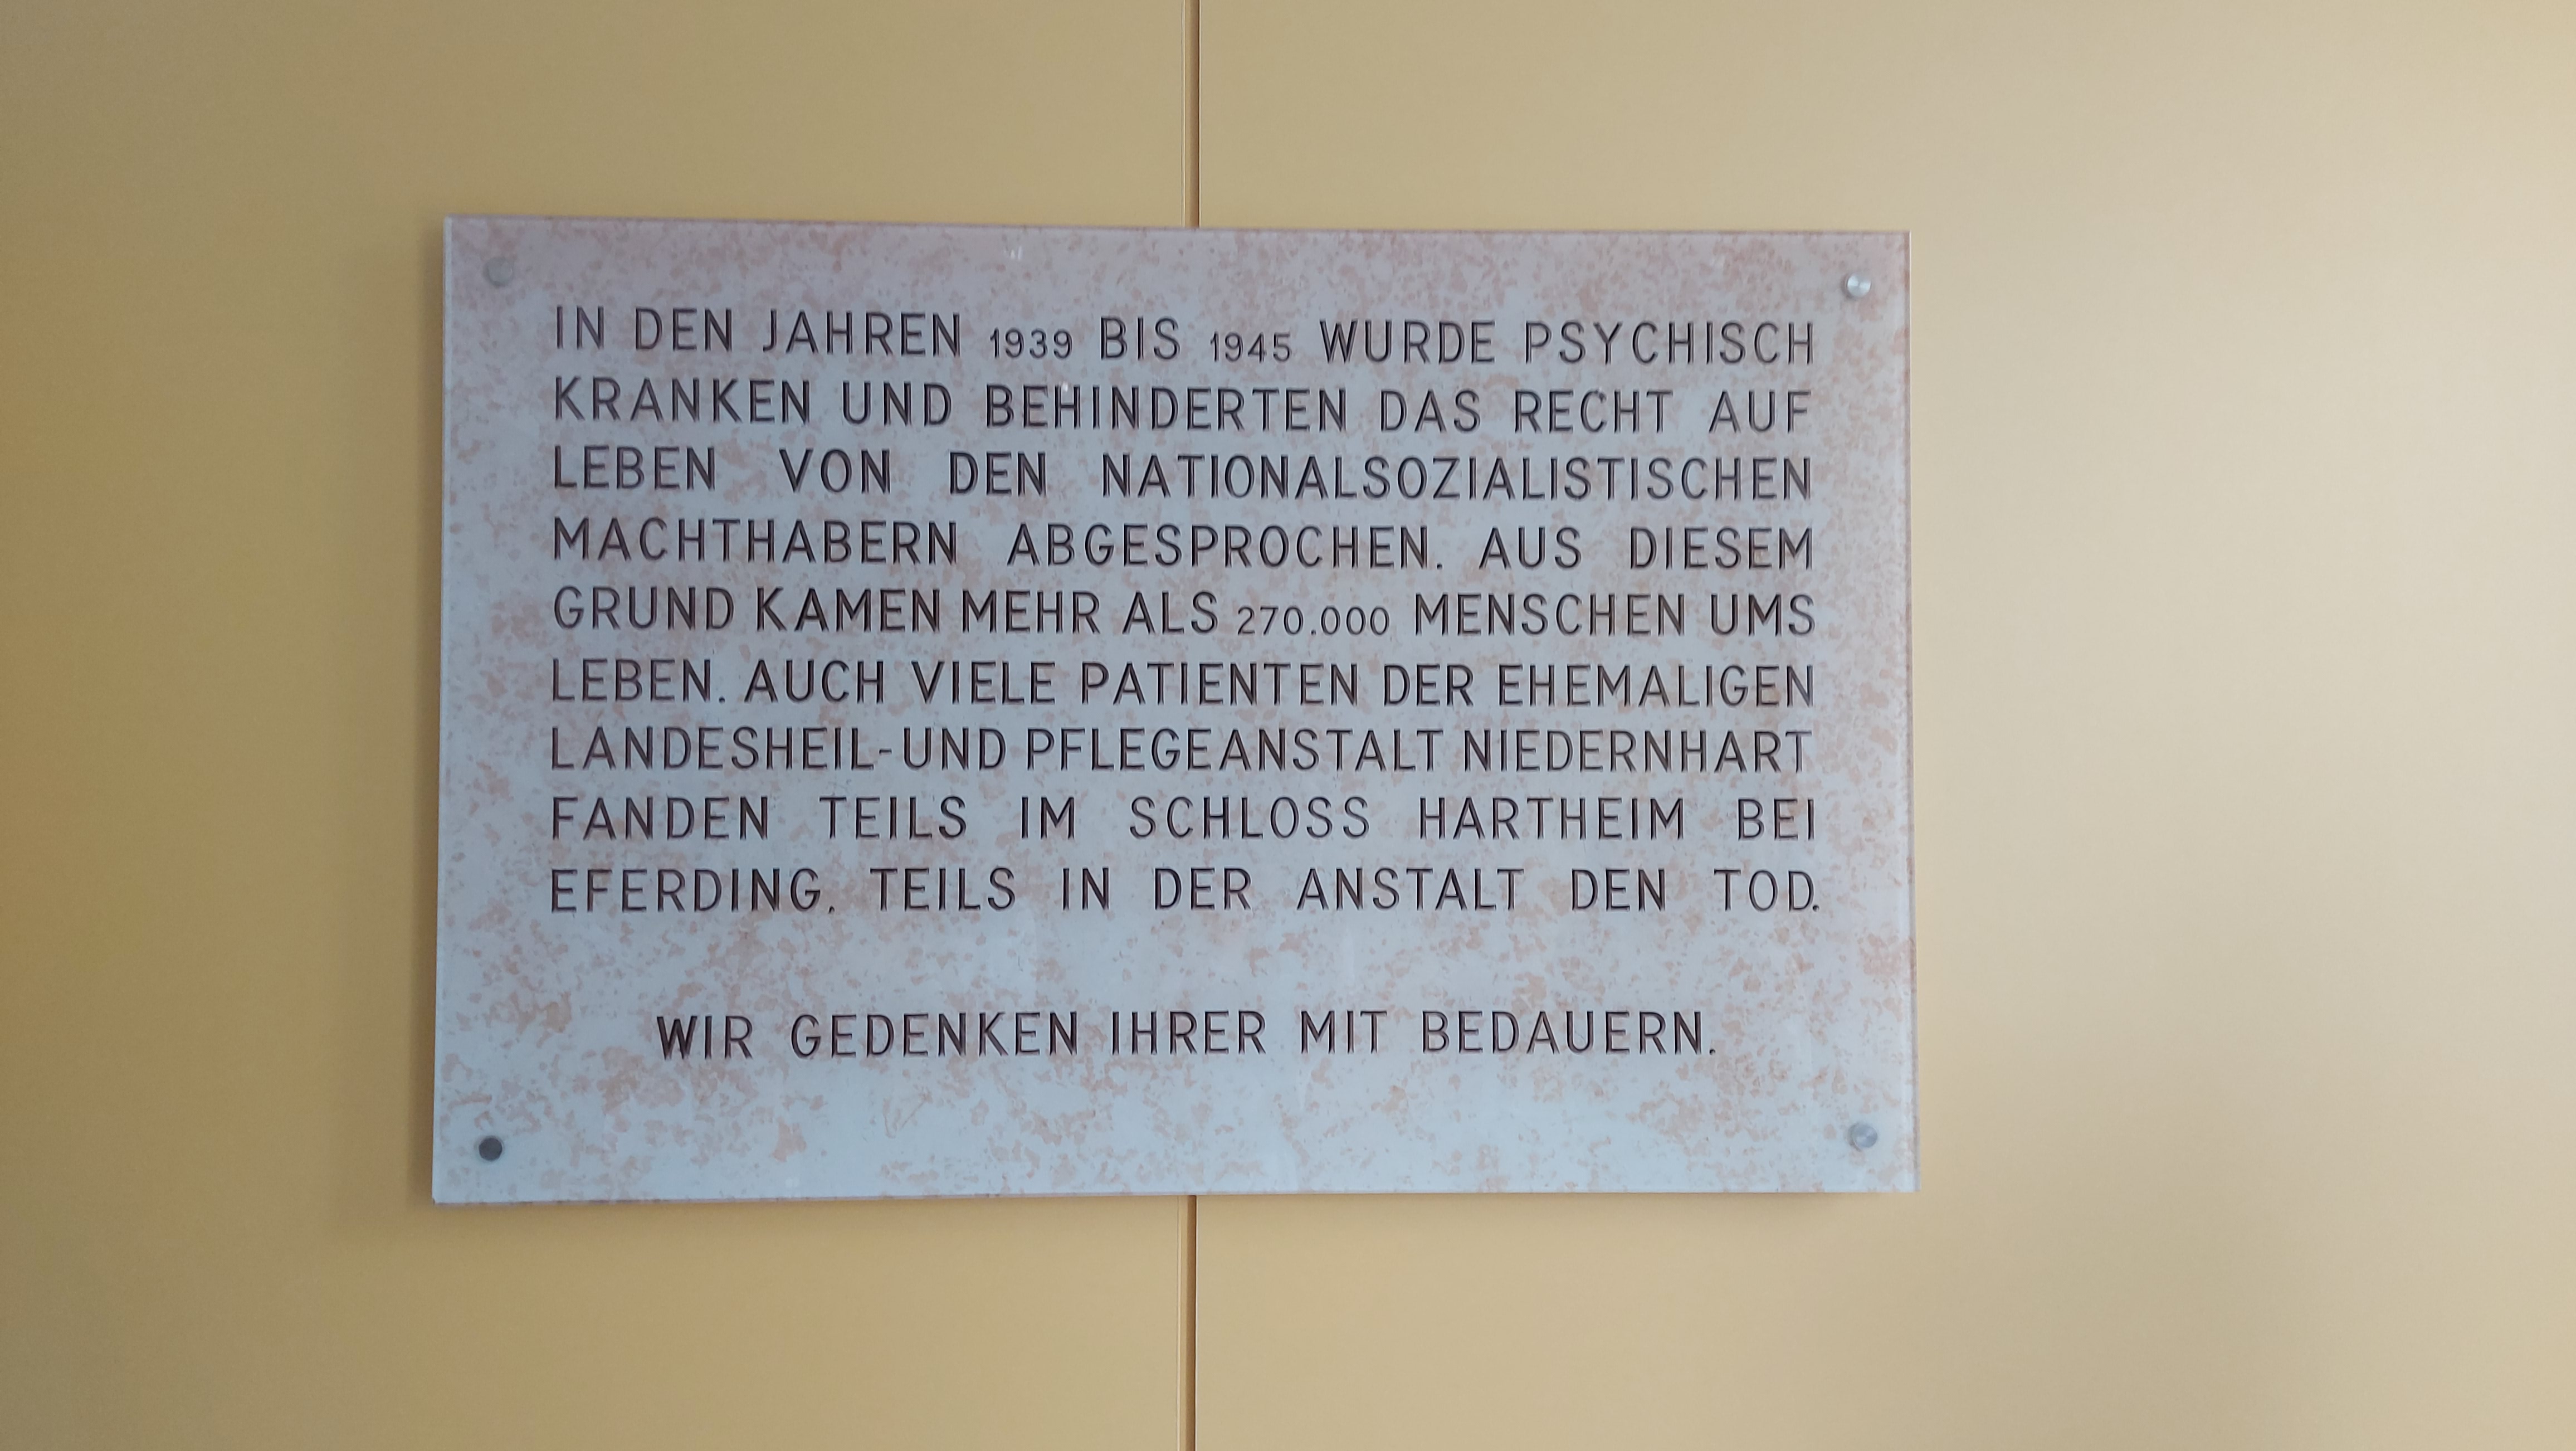 IN DEN JAHREN 1939 BIS 1945 WURDE PSYCHISCH
KRANKEN UND BEHINDERTEN DAS RECHT AUF
LEBEN VON DEN NATIONALSOZIALISTISCHEN
MACHTHABERN ABGESPROCHEN. AUS DIESEM
GRUND KAMEN MEHR ALS 270.000 MENSCHEN UMS
LEBEN. AUCH VIELE PATIENTEN DER EHEMALIGEN
LANDESHEIL-UND PFLEGEANSTALT NIEDERNHART
FANDEN TEILS IM SCHLOSS HARTHEIM BEI
EFERDING, TEILS IN DER ANSTALT DEN TOD.
WIR GEDENKEN IHRER MIT BEDAUERN.